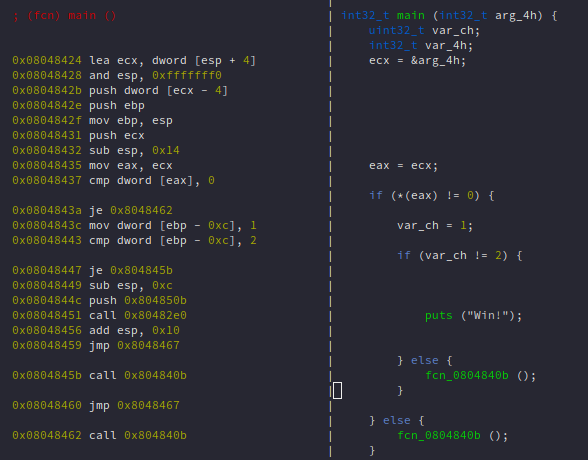 ; (fcn) main () | int32_t main (int32_t arg_4h) {
| uint32_t var_ch;
| int32_t var_4h;
0x08048424 lea ecx, dword [esp + 4] | ecx = &arg_4h;
0x08048428 and esp, 0xfffffff0 |
0x0804842b push dword [ecx - 4] |
0x0804842e push ebp |
0x0804842f mov ebp, esp |
0x08048431 push ecx |
0x08048432 sub esp, 0x14 |
0x08048435 mov eax, ecx | eax = ecx;
0x08048437 cmp dword [eax], 0 |
| if (*(eax) != 0) {
0x0804843a je 0x8048462 |
0x0804843c mov dword [ebp - 0xc], 1 | var_ch = 1;
0x08048443 cmp dword [ebp - 0xc], 2 |
| if (var_ch != 2) {
0x08048447 je 0x804845b |
0x08048449 sub esp, 0xc |
0x0804844c push 0x804850b |
0x08048451 call 0x80482e0 | puts ("Win!");
0x08048456 add esp, 0x10 |
0x08048459 jmp 0x8048467 |
| } else {
0x0804845b call 0x804840b | fcn_0804840b ();
}
0x08048460 jmp 0x8048467 |
| } else {
0x08048462 call 0x804840b | fcn_0804840b ();
| }